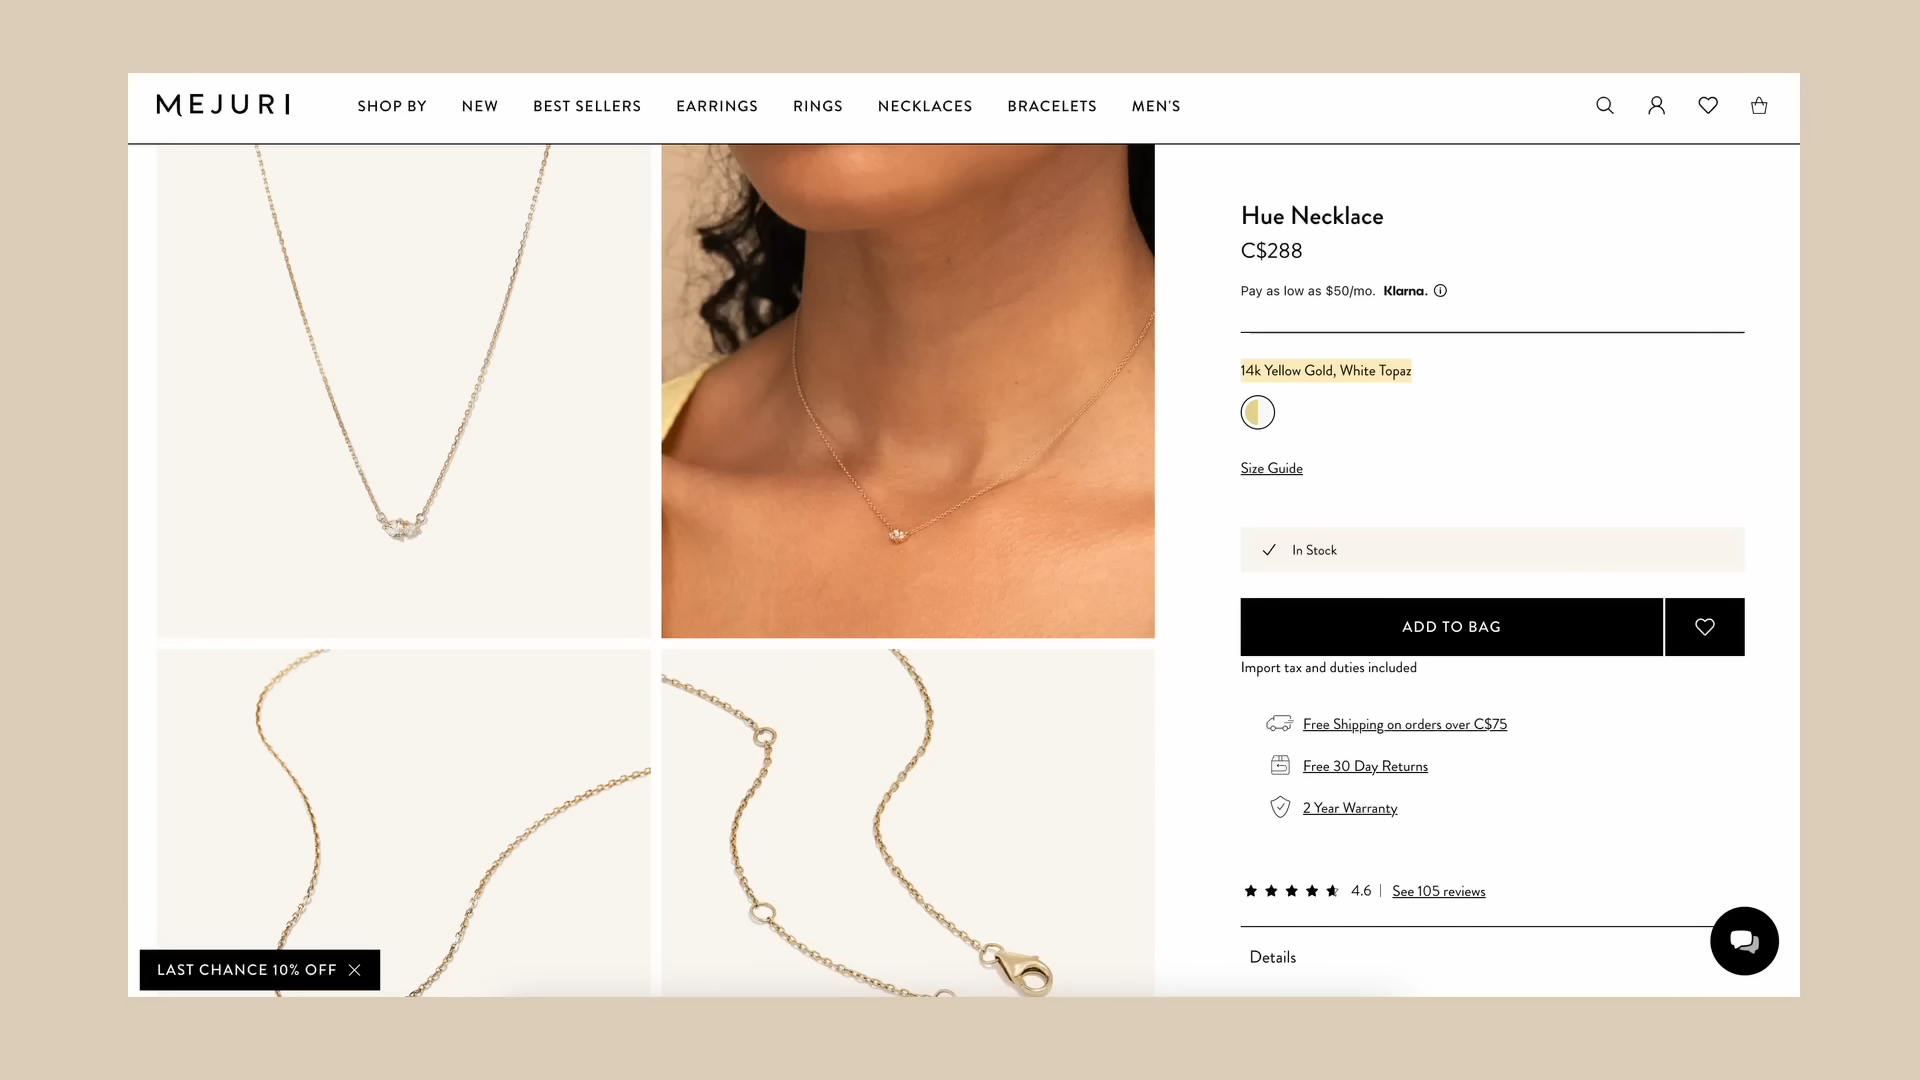 MEJURI
SHOP BY NEW BEST SELLERS EARRINGS RINGS NECKLACES BRACELETS MEN'S
Hue Necklace
C$288
Pay as low as $50/mo. Klarna.
14k Yellow Gold, White Topaz
Size Guide
In Stock
ADD TO BAG
Import tax and duties included
Free Shipping on orders over C$75
Free 30 Day Returns
2 Year Warranty
4.6 | See 105 reviews
Details
LAST CHANCE 10% OFF